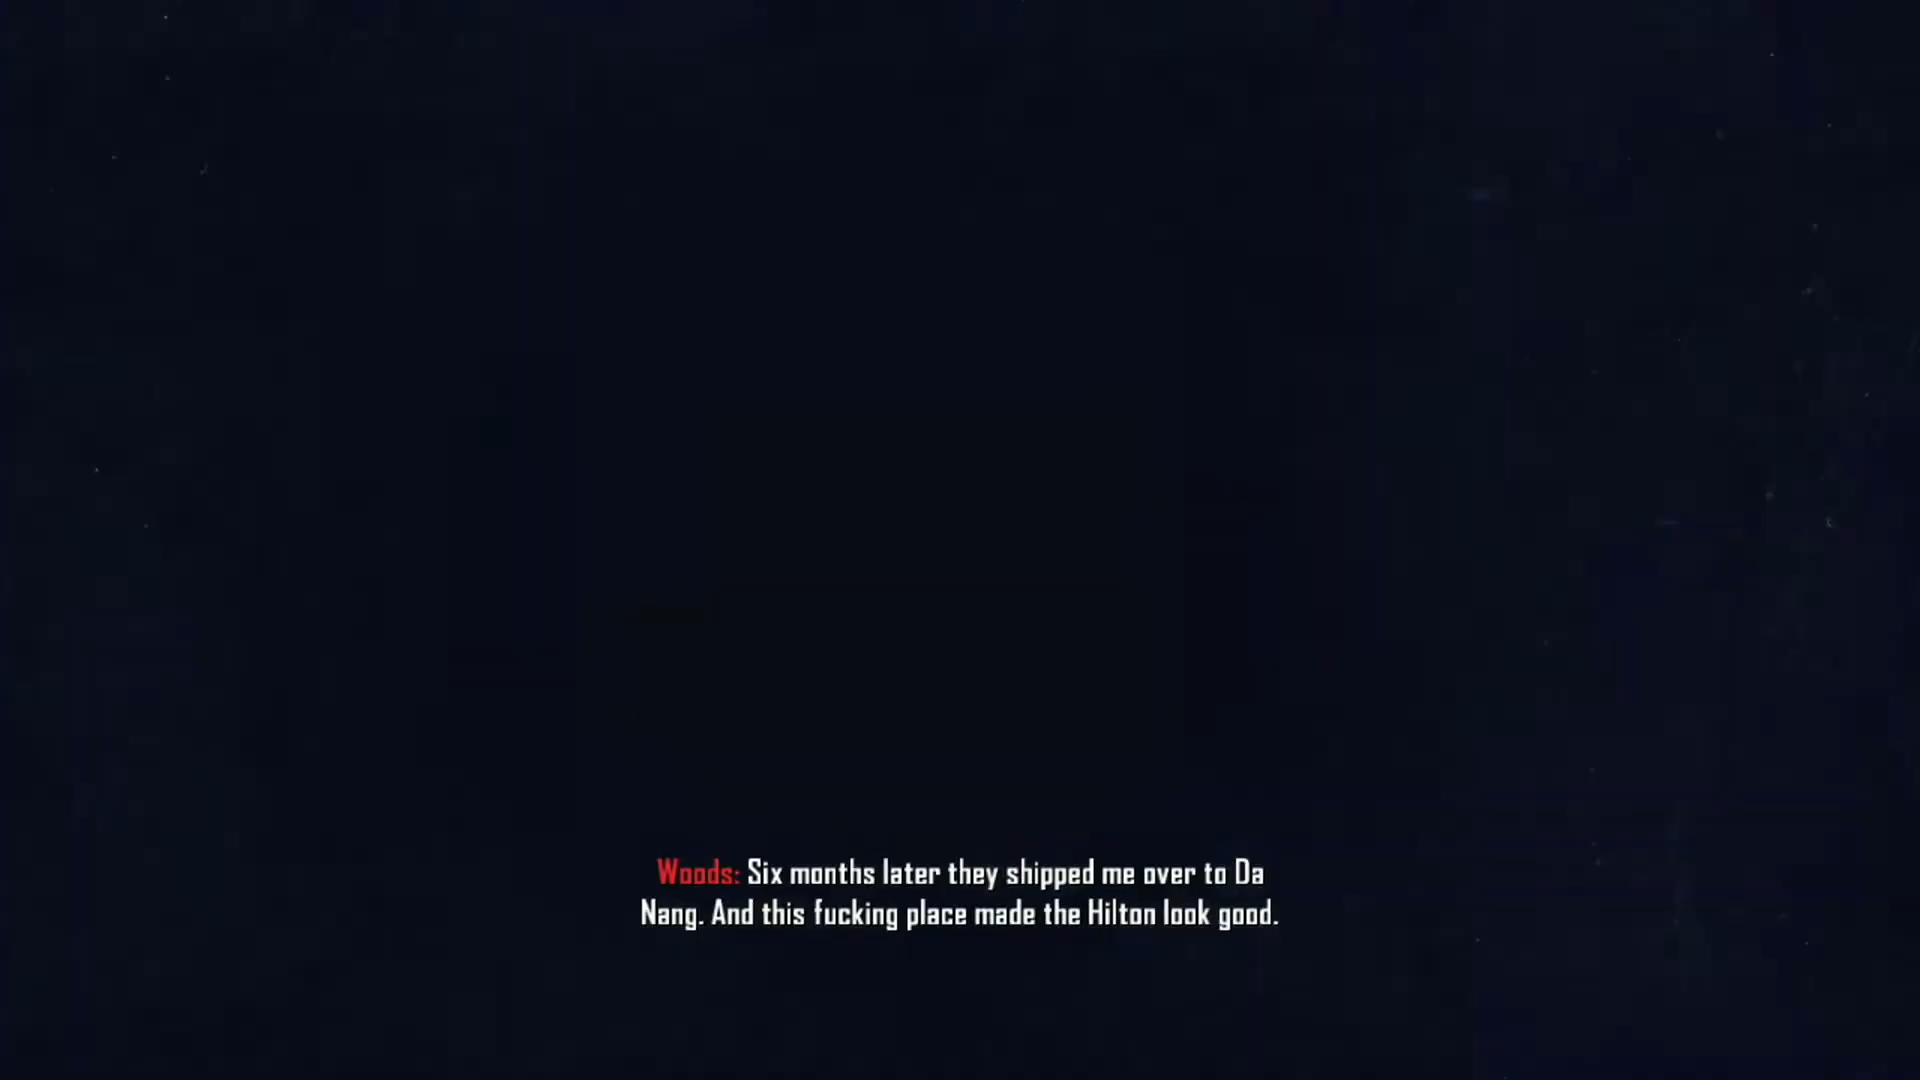 Woods: Six months later they shipped me over to Da
Nang. And this fucking place made the Hilton look good.